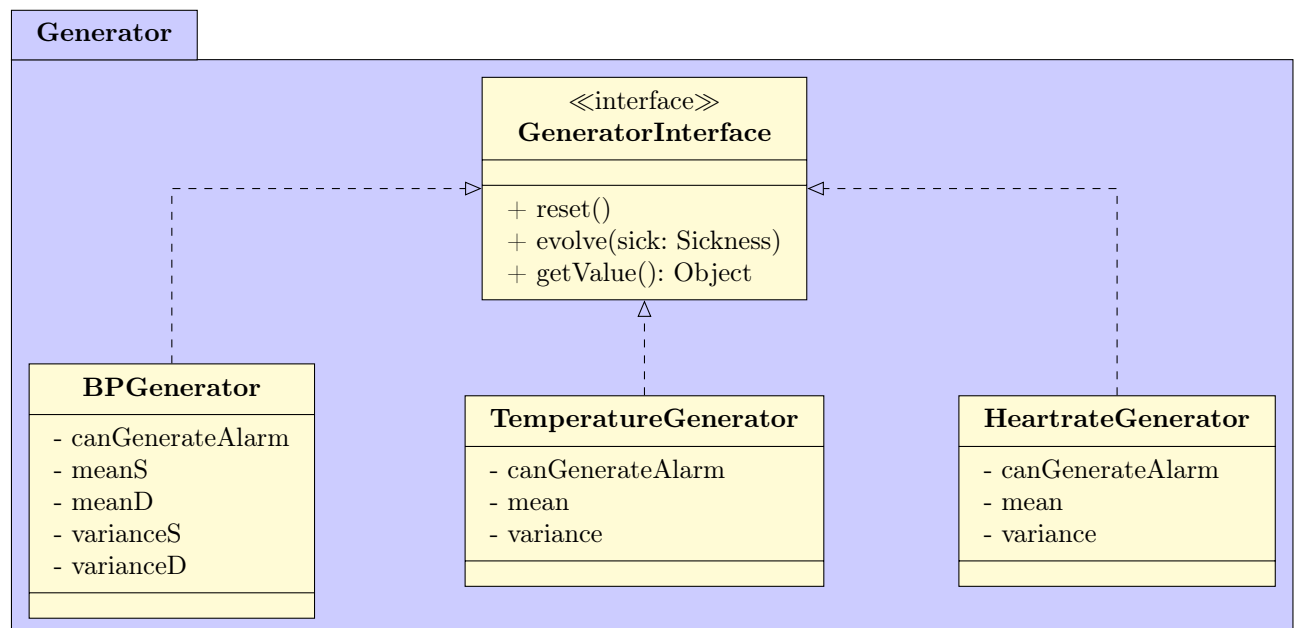 Generator
≪interface≫
GeneratorInterface
+ reset()
+ evolve(sick: Sickness)
+ getValue(): Object
BPGenerator
- canGenerateAlarm
- meanS
- meanD
- varianceS
- varianceD
TemperatureGenerator
- canGenerateAlarm
- mean
- variance
HeartrateGenerator
- canGenerateAlarm
- mean
- variance